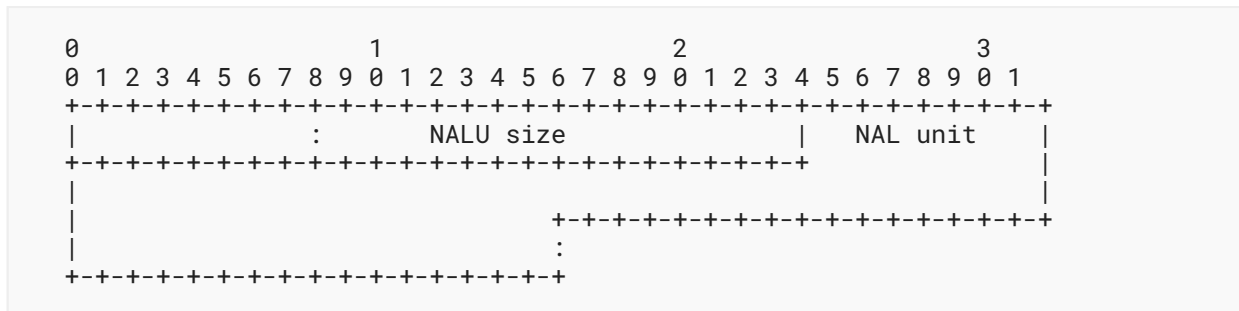 0                   1                   2                   3
0 1 2 3 4 5 6 7 8 9 0 1 2 3 4 5 6 7 8 9 0 1 2 3 4 5 6 7 8 9 0 1
+-+-+-+-+-+-+-+-+-+-+-+-+-+-+-+-+-+-+-+-+-+-+-+-+-+-+-+-+-+-+-+-+
|               :       NALU size               |   NAL unit    |
+-+-+-+-+-+-+-+-+-+-+-+-+-+-+-+-+-+-+-+-+-+-+-+-+               |
|                                                               |
|                               +-+-+-+-+-+-+-+-+-+-+-+-+-+-+-+-+
|                               :
+-+-+-+-+-+-+-+-+-+-+-+-+-+-+-+-+